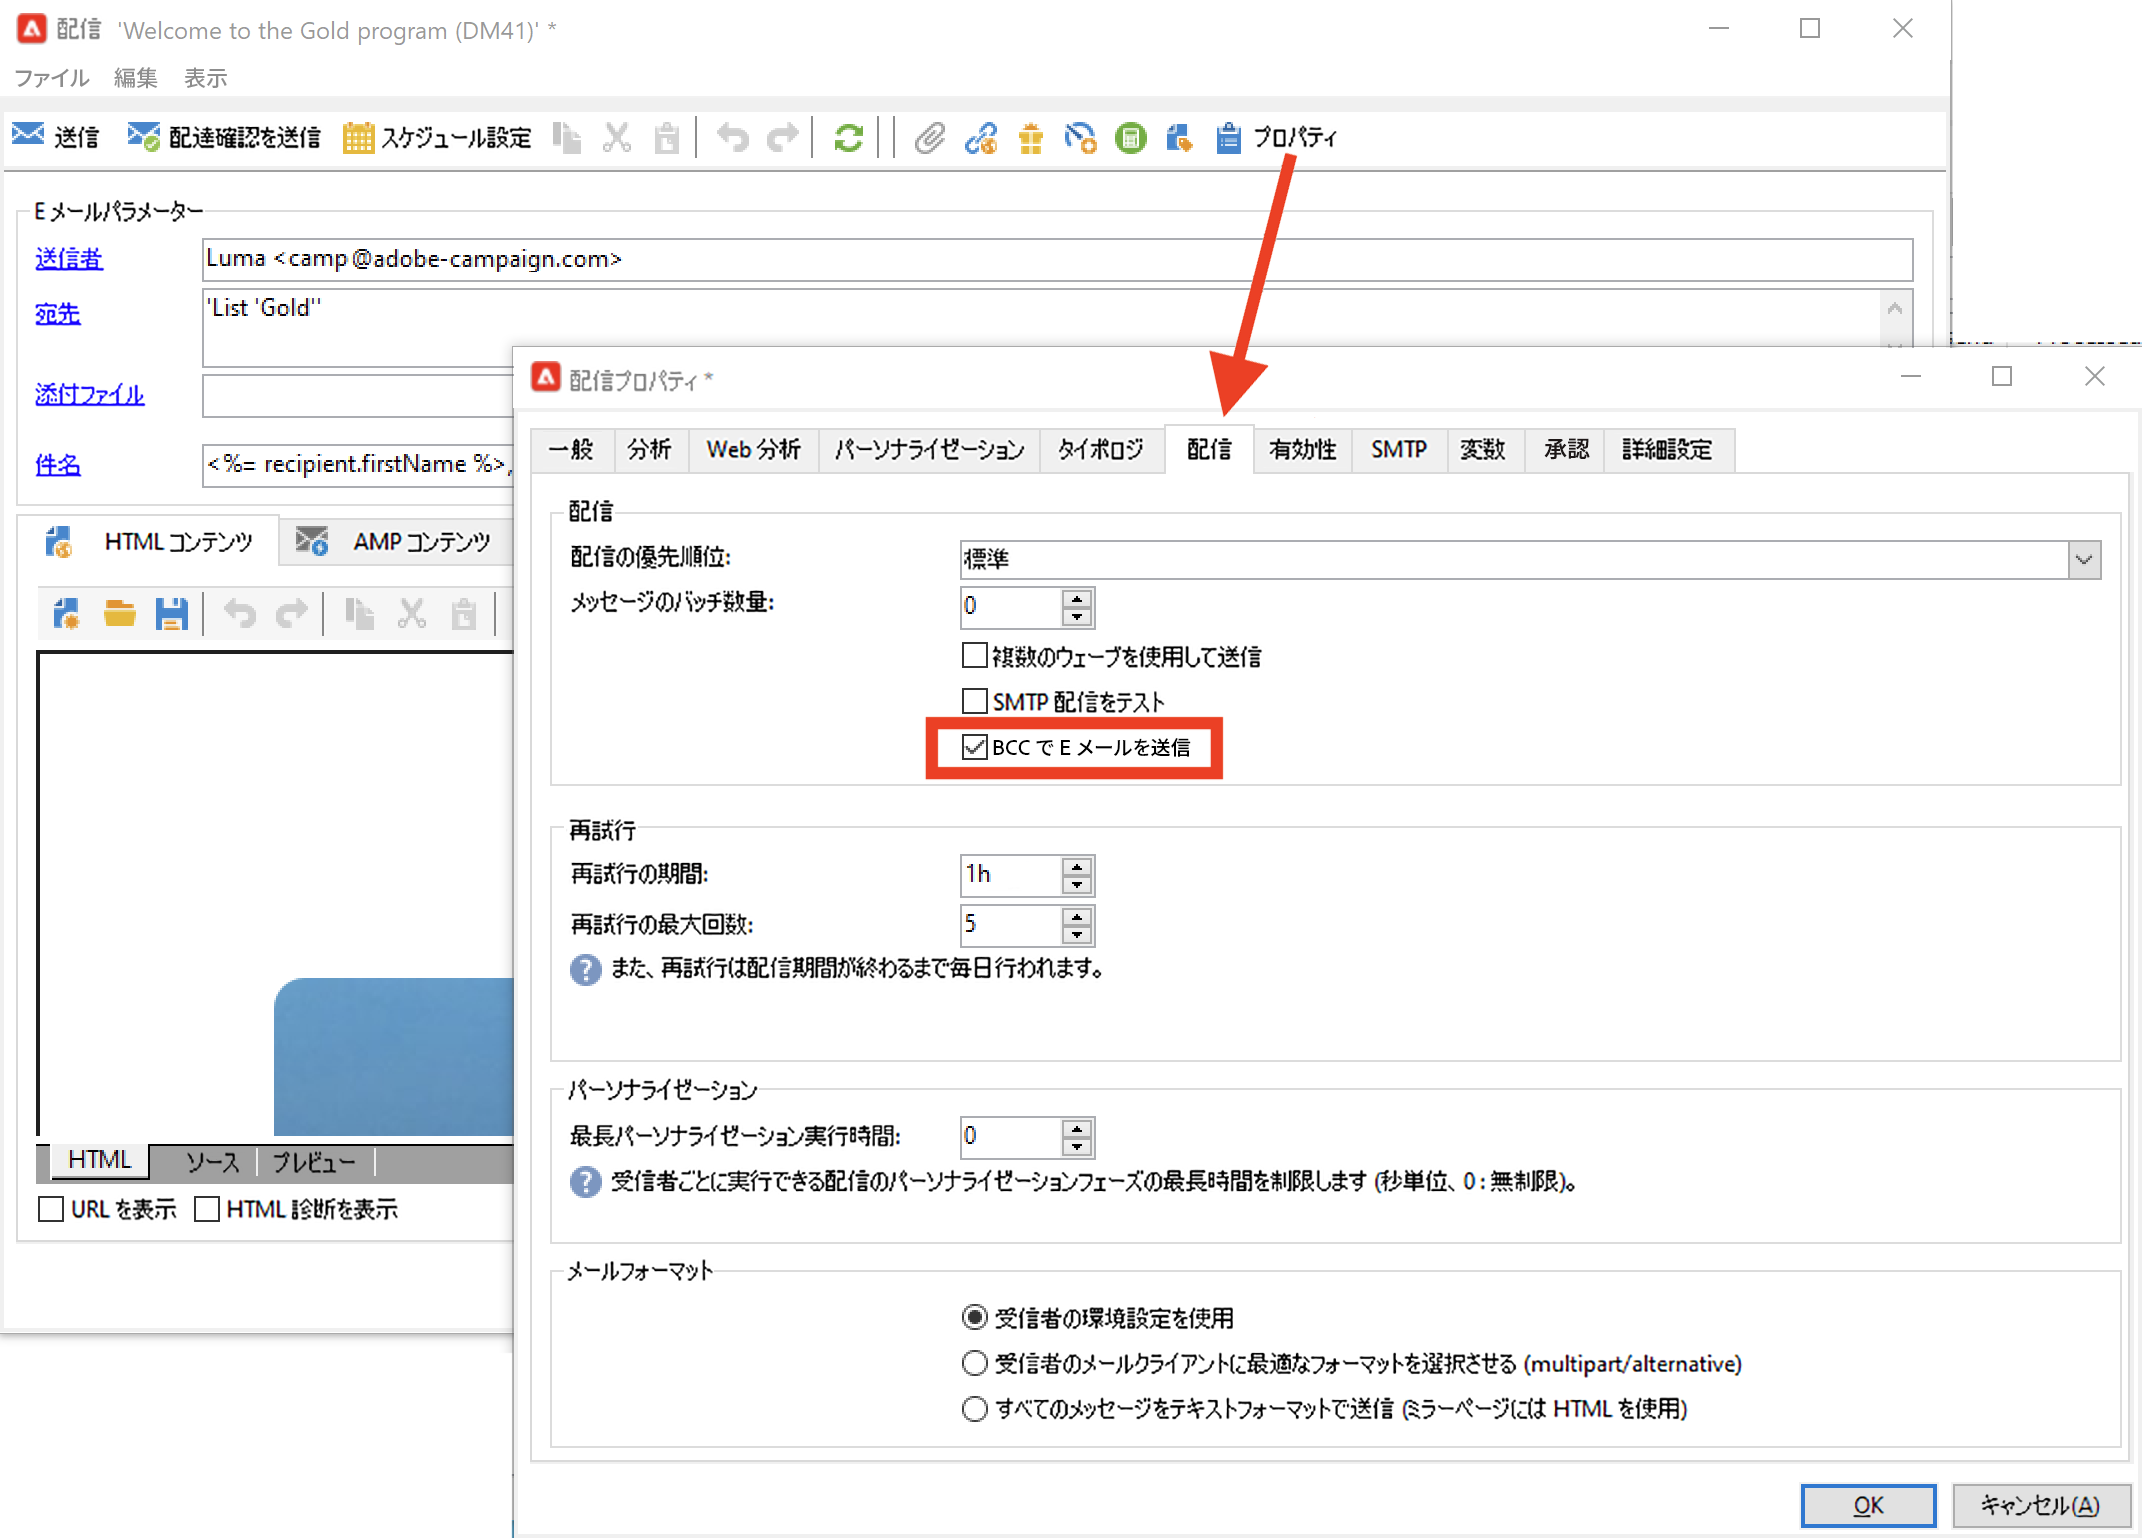 配信 'Welcome to the Gold program (DM41)' *
ファイル 編集 表示
送信 配達確認を送信 スケジュール設定 プロパティ
E メールパラメーター
送信者 Luma <camp@adobe-campaign.com>
宛先 'List 'Gold''
添付ファイル
件名 <%= recipient.firstName %>,
HTML コンテンツ AMP コンテンツ
HTML ソース プレビュー
URL を表示 HTML 診断を表示
配信プロパティ *
一般 分析 Web 分析 パーソナライゼーション タイポロジ 配信 有効性 SMTP 変数 承認 詳細設定
配信
配信の優先順位: 標準
メッセージのバッチ数量: 0
複数のウェーブを使用して送信
SMTP 配信をテスト
BCC で E メールを送信
再試行
再試行の期間: 1h
再試行の最大回数: 5
また、再試行は配信期間が終わるまで毎日行われます。
パーソナライゼーション
最長パーソナライゼーション実行時間: 0
受信者ごとに実行できる配信のパーソナライゼーションフェーズの最長時間を制限します (秒単位、0 : 無制限)。
メールフォーマット
受信者の環境設定を使用
受信者のメールクライアントに最適なフォーマットを選択させる (multipart/alternative)
すべてのメッセージをテキストフォーマットで送信 (ミラーページには HTML を使用)
OK キャンセル(A)